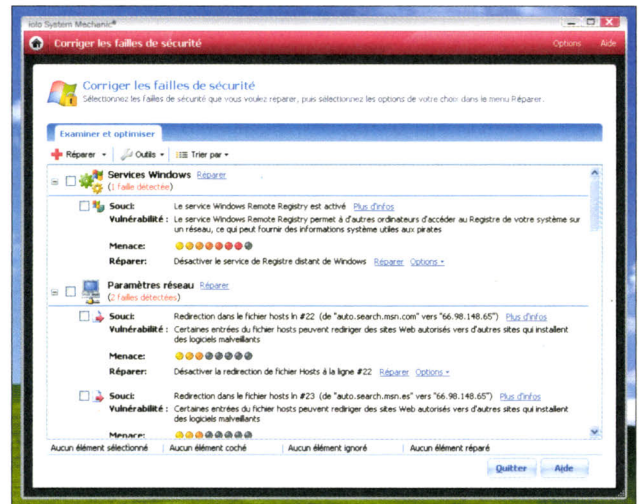 iolo System Mechanic®
Corriger les failles de sécurité
Options Aide
Corriger les failles de sécurité
Sélectionnez les failles de sécurité que vous voulez réparer, puis sélectionnez les options de votre choix dans le menu Réparer.
Examiner et optimiser
Réparer Outils Trier par
Services Windows Réparer
(1 faille détectée)
Souci: Le service Windows Remote Registry est activé Plus d'infos
Vulnérabilité : Le service Windows Remote Registry permet à d'autres ordinateurs d'accéder au Registre de votre système sur
un réseau, ce qui peut fournir des informations système utiles aux pirates
Menace:
Réparer: Désactiver le service de Registre distant de Windows Réparer Options
Paramètres réseau Réparer
(2 failles détectées)
Souci: Redirection dans le fichier hosts ln #22 (de "auto.search.msn.com" vers "66.98.148.65") Plus d'infos
Vulnérabilité : Certaines entrées du fichier hosts peuvent rediriger des sites Web autorisés vers d'autres sites qui installent
des logiciels malveillants
Menace:
Réparer: Désactiver la redirection de fichier Hosts à la ligne #22 Réparer Options
Souci: Redirection dans le fichier hosts ln #23 (de "auto.search.msn.es" vers "66.98.148.65") Plus d'infos
Vulnérabilité : Certaines entrées du fichier hosts peuvent rediriger des sites Web autorisés vers d'autres sites qui installent
des logiciels malveillants
Menace:
Aucun élément sélectionné Aucun élément coché Aucun élément ignoré Aucun élément réparé
Quitter Aide